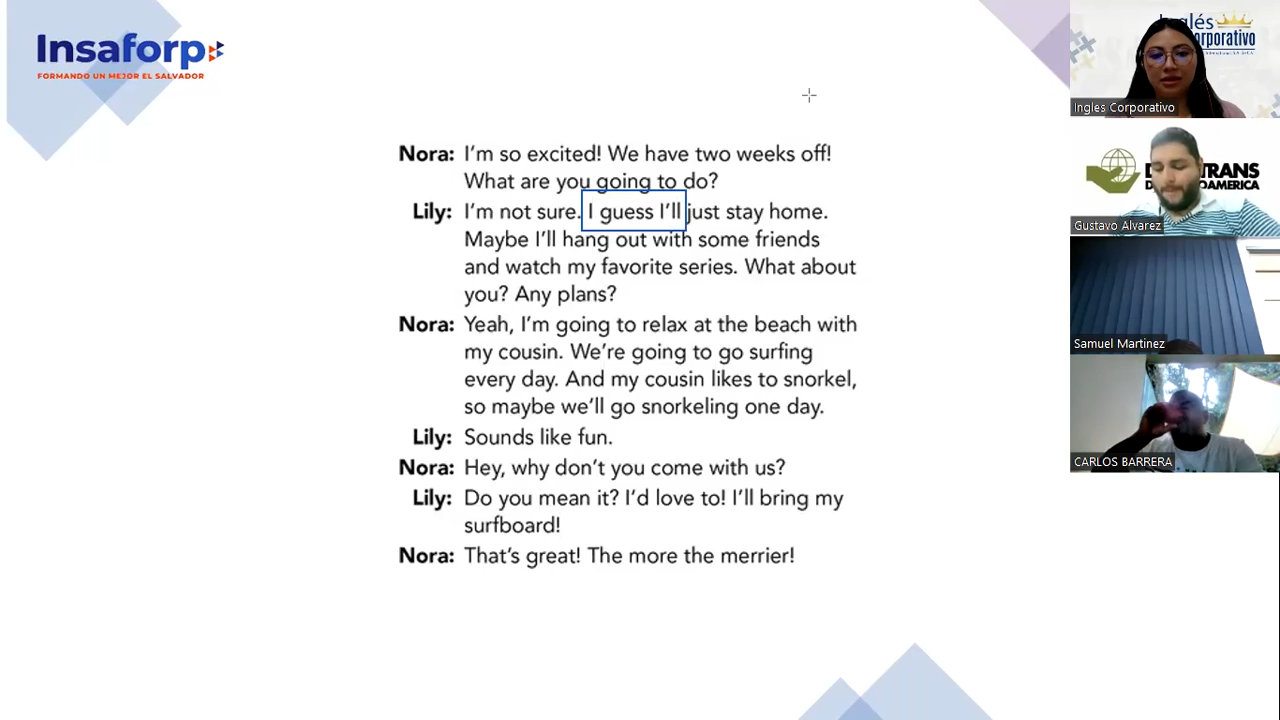 Insaforp
FORMANDO UN MEJOR EL SALVADOR
Nora: I'm so excited! We have two weeks off!
What are you going to do?
Lily: I'm not sure. I guess I'll just stay home.
Maybe I'll hang out with some friends
and watch my favorite series. What about
you? Any plans?
Nora: Yeah, I'm going to relax at the beach with
my cousin. We're going to go surfing
every day. And my cousin likes to snorkel,
so maybe we'll go snorkeling one day.
Lily: Sounds like fun.
Nora: Hey, why don't you come with us?
Lily: Do you mean it? I'd love to! I'll bring my
surfboard!
Nora: That's great! The more the merrier!
Inglés
Ingles Corporativo
Gustavo Alvarez
Samuel Martinez
CARLOS BARRERA